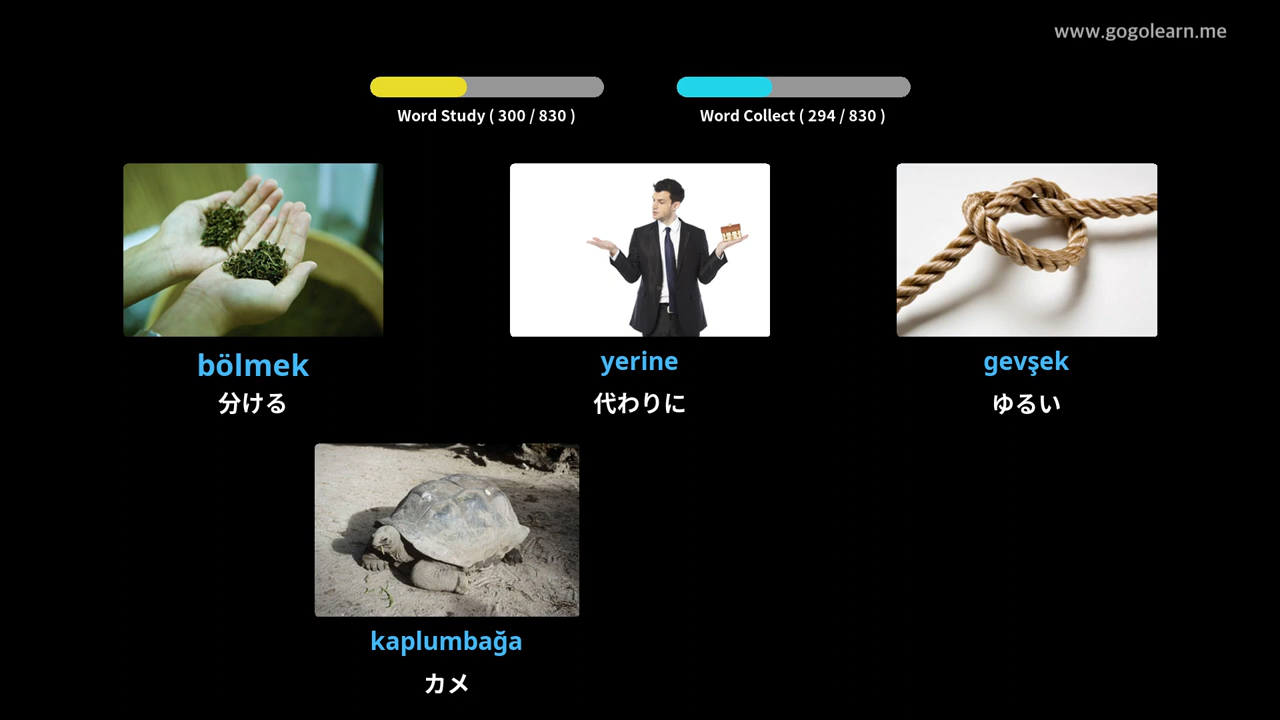 www.gogolearn.me
Word Study ( 300 / 830 )
Word Collect ( 294 / 830 )
bölmek
分ける
yerine
代わりに
gevşek
ゆるい
kaplumbağa
カメ